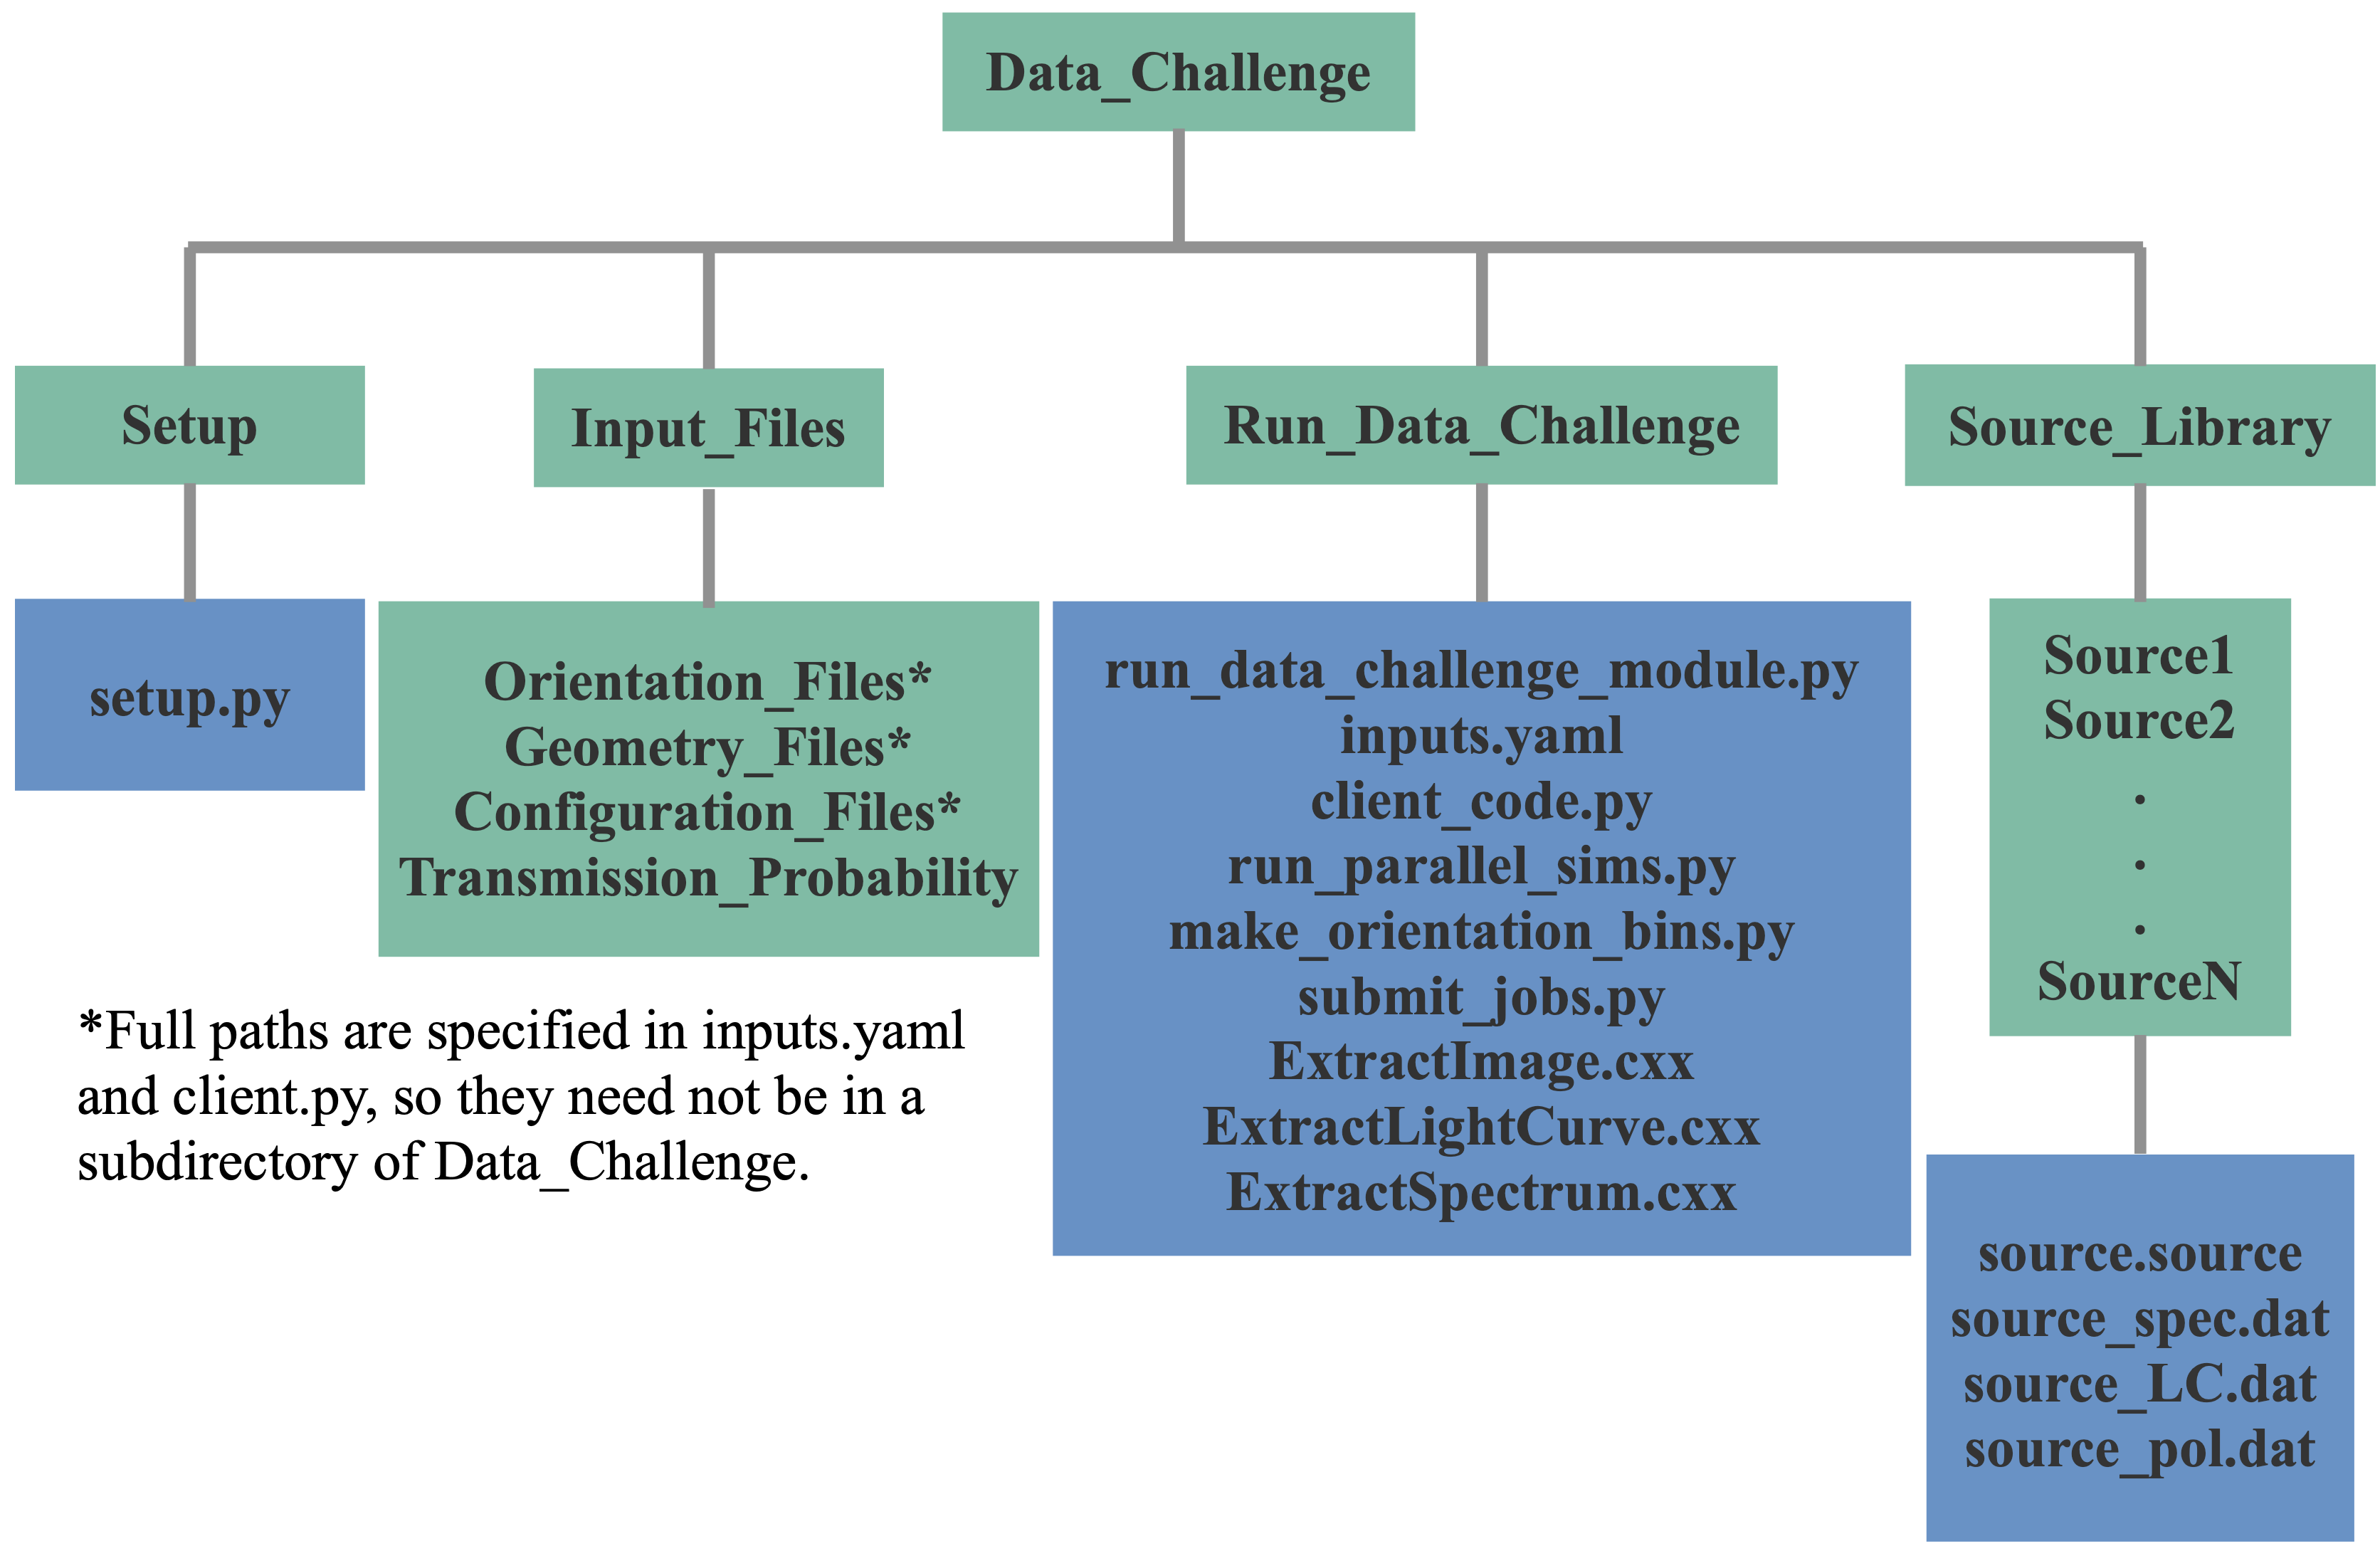 Data_Challenge
Setup
Input_Files
Run_Data_Challenge
Source_Library
setup.py
Orientation_Files*
Geometry_Files*
Configuration_Files*
Transmission_Probability
*Full paths are specified in inputs.yaml
and client.py, so they need not be in a
subdirectory of Data_Challenge.
run_data_challenge_module.py
inputs.yaml
client_code.py
run_parallel_sims.py
make_orientation_bins.py
submit_jobs.py
ExtractImage.cxx
ExtractLightCurve.cxx
ExtractSpectrum.cxx
Source1
Source2
.
.
.
SourceN
source.source
source_spec.dat
source_LC.dat
source_pol.dat